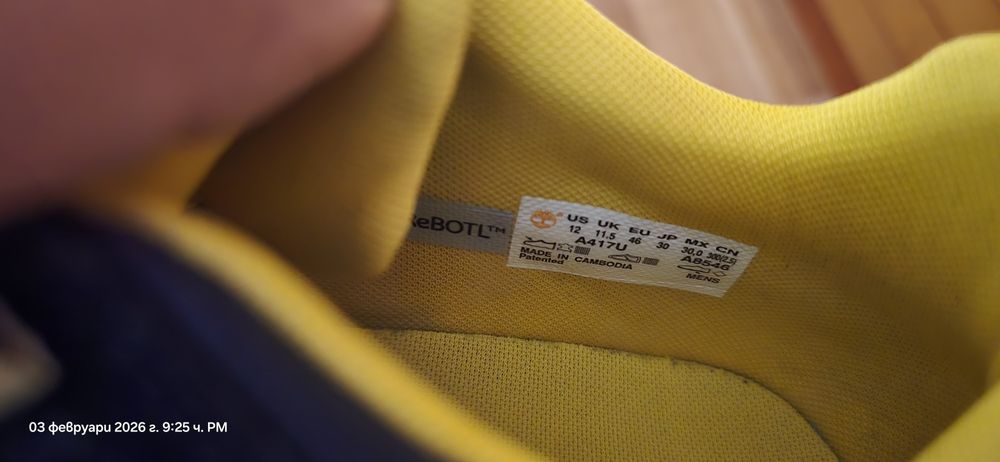 ReBOTL™
US UK EU JP MX CN
12 11.5 46 30 30,0 300(2.5)
A417U A8546
MADE IN CAMBODIA
Patented
MENS
03 февруари 2026 г. 9:25 ч. PM